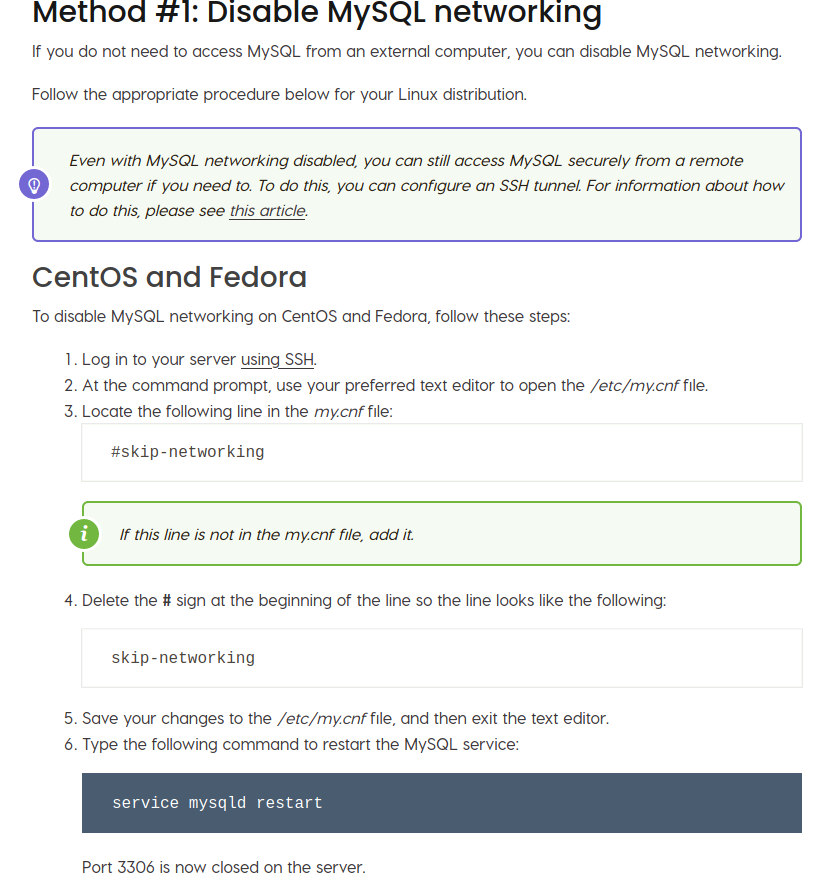 Method #1: Disable MySQL networking
If you do not need to access MySQL from an external computer, you can disable MySQL networking.
Follow the appropriate procedure below for your Linux distribution.
Even with MySQL networking disabled, you can still access MySQL securely from a remote
computer if you need to. To do this, you can configure an SSH tunnel. For information about how
to do this, please see this article.
CentOS and Fedora
To disable MySQL networking on CentOS and Fedora, follow these steps:
1. Log in to your server using SSH.
2. At the command prompt, use your preferred text editor to open the /etc/my.cnf file.
3. Locate the following line in the my.cnf file:
#skip-networking
i
If this line is not in the my.cnf file, add it.
4. Delete the # sign at the beginning of the line so the line looks like the following:
skip-networking
5. Save your changes to the /etc/my.cnf file, and then exit the text editor.
6. Type the following command to restart the MySQL service:
service mysqld restart
Port 3306 is now closed on the server.